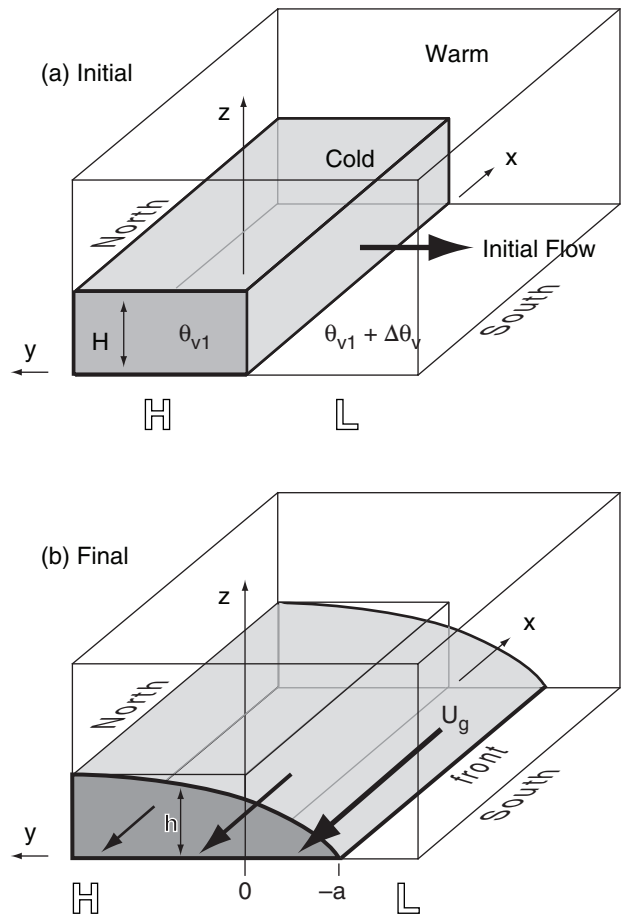 (a) Initial
Warm
z
Cold
x
North
Initial Flow
H
θv1
θv1 + Δθv
South
y
H
L
(b) Final
z
x
North
Ug
front
South
h
y
H
0
–a
L